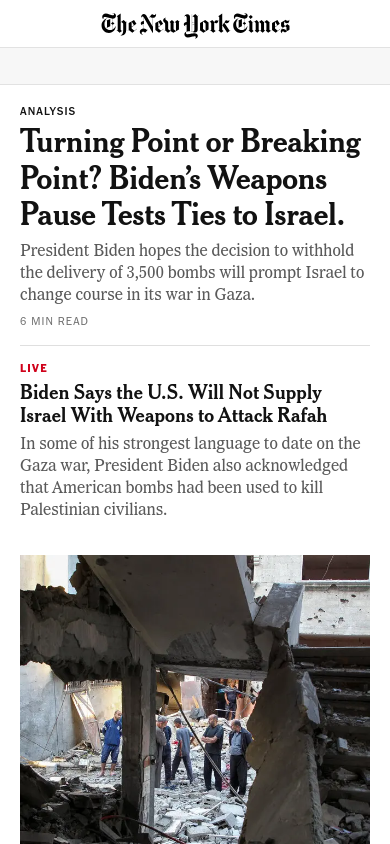 The New York Times
ANALYSIS
Turning Point or Breaking
Point? Biden’s Weapons
Pause Tests Ties to Israel.
President Biden hopes the decision to withhold
the delivery of 3,500 bombs will prompt Israel to
change course in its war in Gaza.
6 MIN READ
LIVE
Biden Says the U.S. Will Not Supply
Israel With Weapons to Attack Rafah
In some of his strongest language to date on the
Gaza war, President Biden also acknowledged
that American bombs had been used to kill
Palestinian civilians.